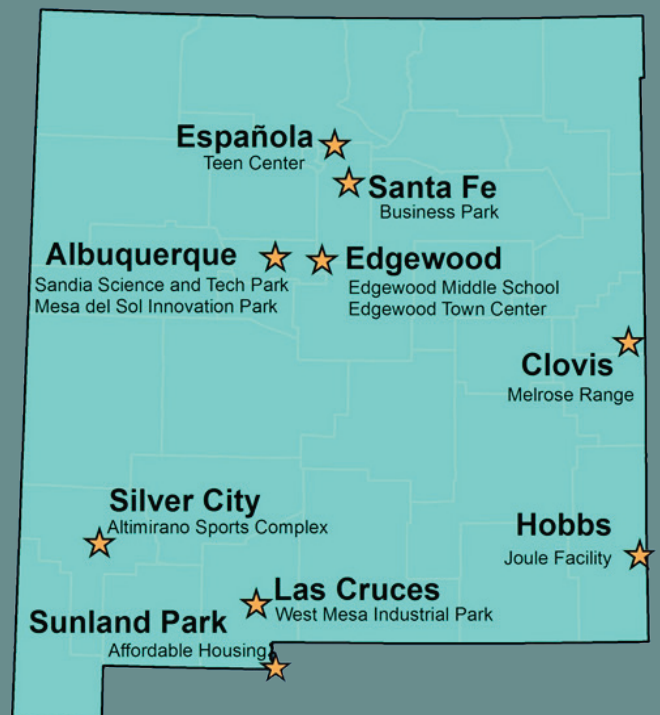 Española
Teen Center
Santa Fe
Business Park
Albuquerque
Sandia Science and Tech Park
Mesa del Sol Innovation Park
Edgewood
Edgewood Middle School
Edgewood Town Center
Clovis
Melrose Range
Silver City
Altimirano Sports Complex
Hobbs
Joule Facility
Las Cruces
West Mesa Industrial Park
Sunland Park
Affordable Housing